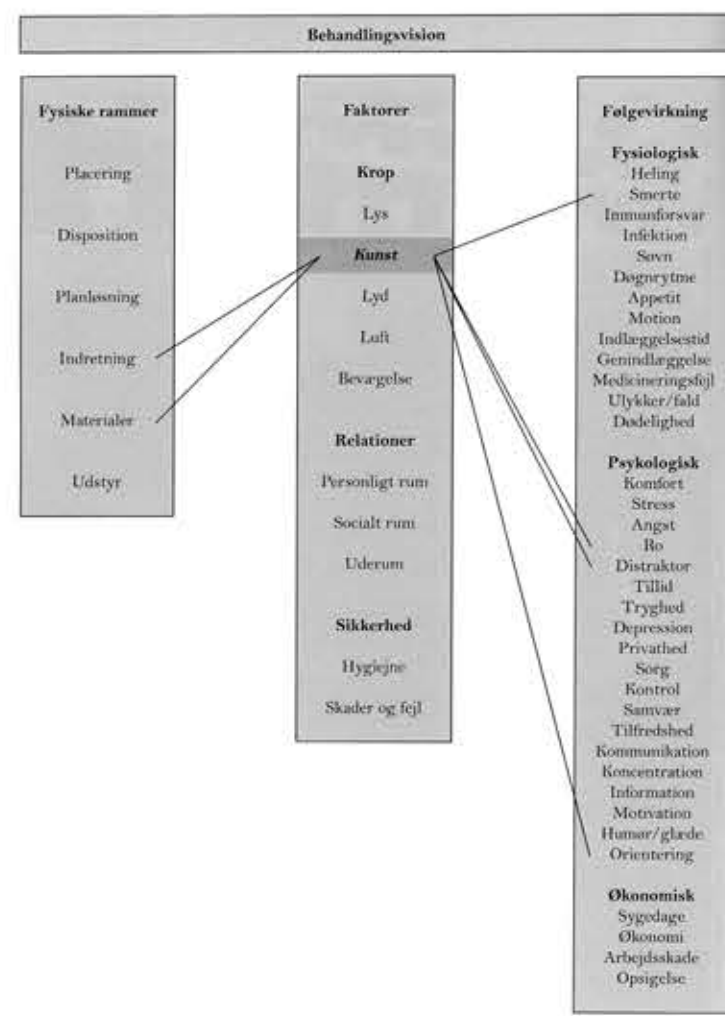 Behandlingsvision
Fysiske rammer
Placering
Disposition
Planløsning
Indretning
Materialer
Udstyr
Faktorer
Krop
Lys
Kunst
Lyd
Luft
Bevægelse
Relationer
Personligt rum
Socialt rum
Uderum
Sikkerhed
Hygiejne
Skader og fejl
Følgevirkning
Fysiologisk
Heling
Smerte
Immunforsvar
Infektion
Søvn
Døgnrytme
Appetit
Motion
Indlæggelsestid
Genindlæggelse
Medicineringsfejl
Ulykker/fald
Dødelighed
Psykologisk
Komfort
Stress
Angst
Ro
Distraktor
Tillid
Tryghed
Depression
Privathed
Sorg
Kontrol
Samvær
Tilfredshed
Kommunikation
Koncentration
Information
Motivation
Humør/glæde
Orientering
Økonomisk
Sygedage
Økonomi
Arbejdsskade
Opsigelse